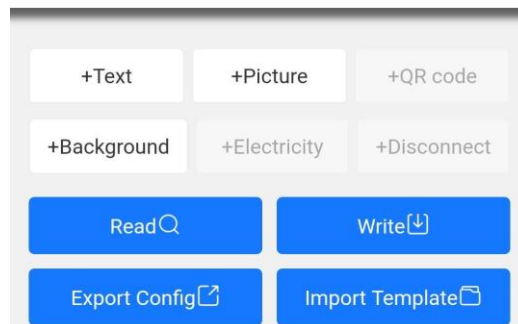 +Text +Picture +QR code
+Background +Electricity +Disconnect
Read Write
Export Config Import Template